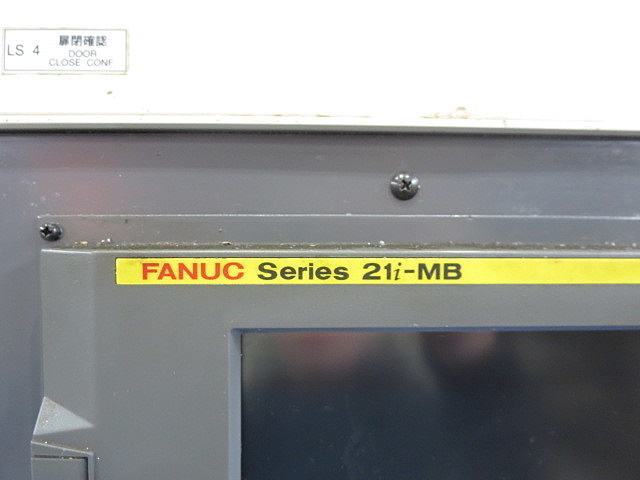 LS 4
扉閉確認
DOOR
CLOSE CONF
FANUC Series 21i-MB